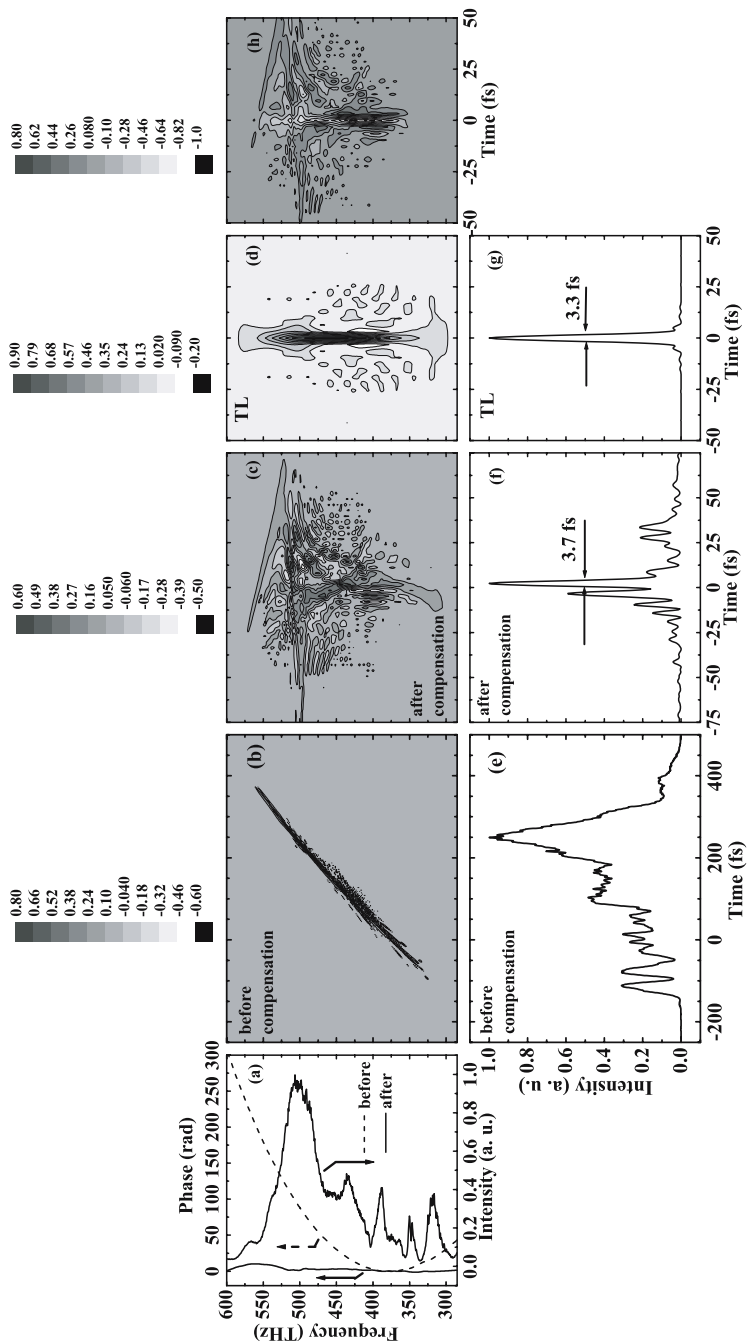 0.80
0.66
0.52
0.38
0.24
0.10
-0.040
-0.18
-0.32
-0.46
-0.60
0.60
0.49
0.38
0.27
0.16
0.050
-0.060
-0.17
-0.28
-0.39
-0.50
0.90
0.79
0.68
0.57
0.46
0.35
0.24
0.13
0.020
-0.090
-0.20
0.80
0.62
0.44
0.26
0.080
-0.10
-0.28
-0.46
-0.64
-0.82
-1.0
Phase (rad)
0 50 100 150 200 250 300
(a)
600
550
500
450
400
350
300
Frequency (THz)
before
after
0.0 0.2 0.4 0.6 0.8 1.0
Intensity (a. u.)
before
compensation
(b)
(c)
after
compensation
TL
(d)
(h)
-50 -25 0 25 50
Time (fs)
before
compensation
(e)
1.0
0.8
0.6
0.4
0.2
0.0
Intensity (a. u.)
-200 0 200 400
Time (fs)
after
compensation
(f)
3.7 fs
-75 -50 -25 0 25 50
Time (fs)
TL
(g)
3.3 fs
-50 -25 0 25 50
Time (fs)